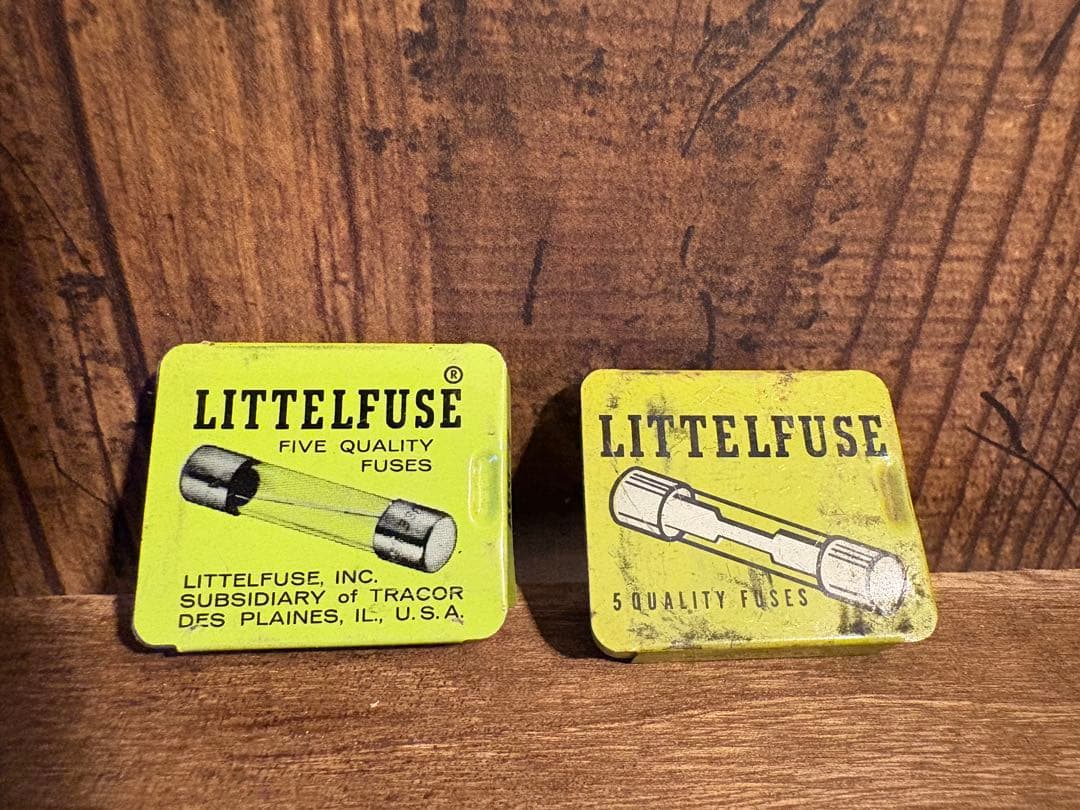 LITTELFUSE®
FIVE QUALITY
FUSES
LITTELFUSE, INC.
SUBSIDIARY of TRACOR
DES PLAINES, IL., U.S.A.
LITTELFUSE
5 QUALITY FUSES